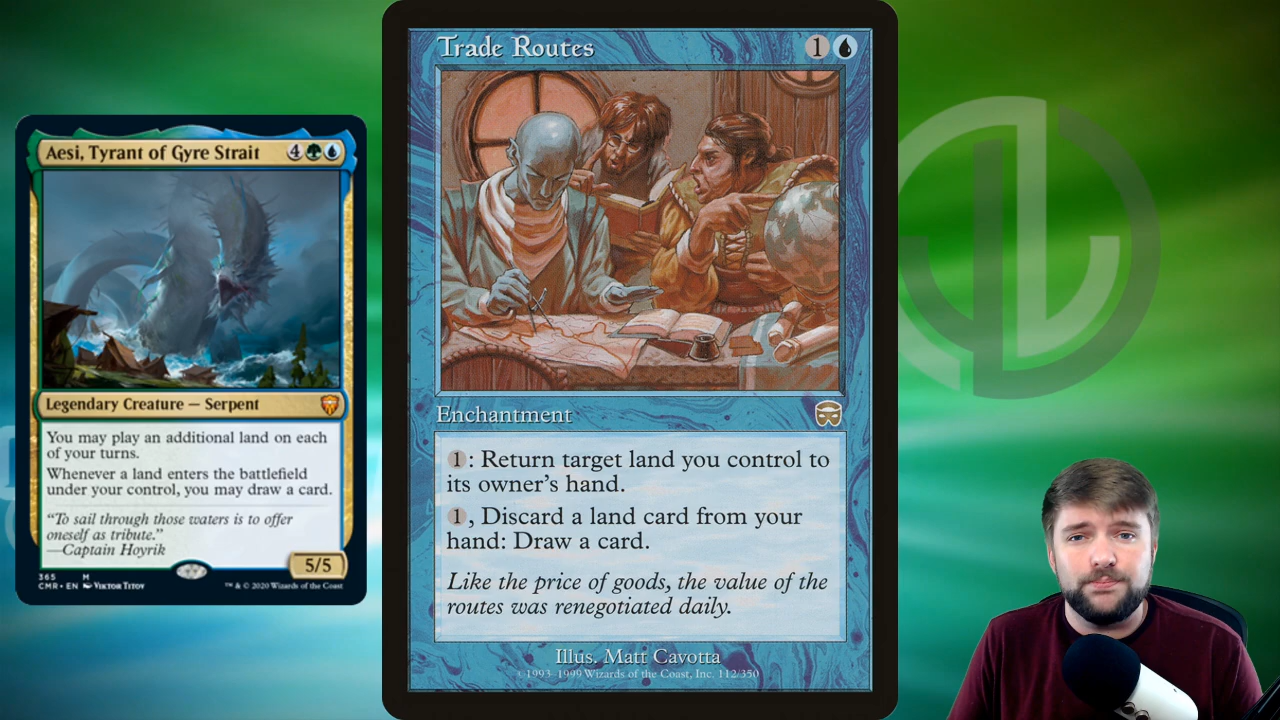 Aesi, Tyrant of Gyre Strait 4
Legendary Creature — Serpent
You may play an additional land on each
of your turns.
Whenever a land enters the battlefield
under your control, you may draw a card.
“To sail through those waters is to offer
oneself as tribute.”
—Captain Hoyrik
5/5
365 M
CMR • EN Viktor Titov
™ & © 2020 Wizards of the Coast
Trade Routes 1
Enchantment
1: Return target land you control to
its owner's hand.
1, Discard a land card from your
hand: Draw a card.
Like the price of goods, the value of the
routes was renegotiated daily.
Illus. Matt Cavotta
© 1993–1999 Wizards of the Coast, Inc. 112/350